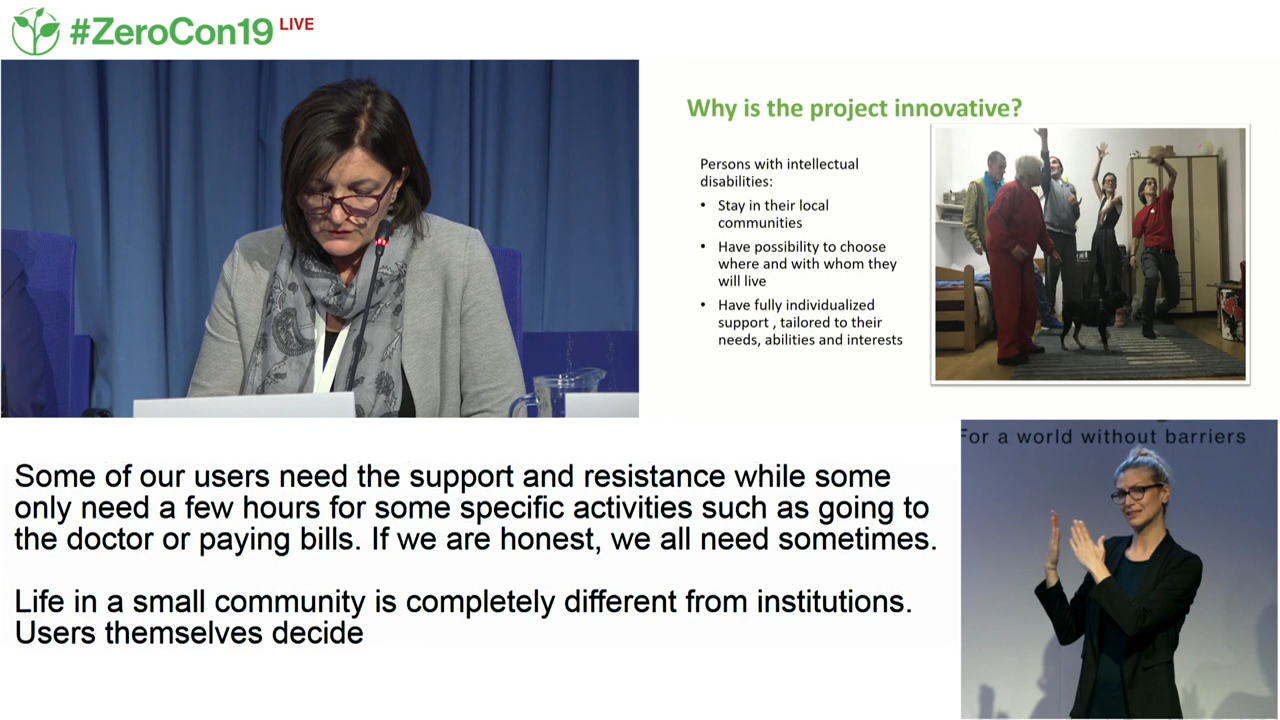 #ZeroCon19 LIVE
Why is the project innovative?
Persons with intellectual
disabilities:
• Stay in their local
communities
• Have possibility to choose
where and with whom they
will live
• Have fully individualized
support , tailored to their
needs, abilities and interests
For a world without barriers
Some of our users need the support and resistance while some
only need a few hours for some specific activities such as going to
the doctor or paying bills. If we are honest, we all need sometimes.
Life in a small community is completely different from institutions.
Users themselves decide